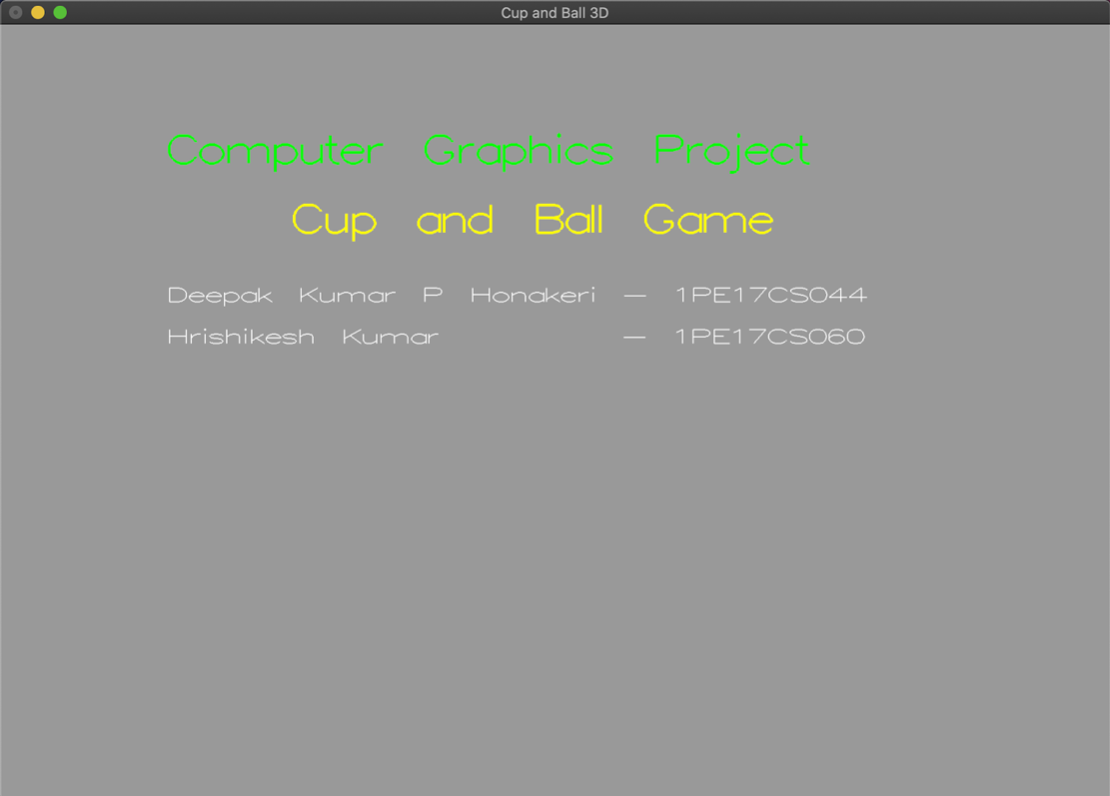 Cup and Ball 3D
Computer Graphics Project
Cup and Ball Game
Deepak Kumar P Honakeri – 1PE17CS044
Hrishikesh Kumar – 1PE17CS060